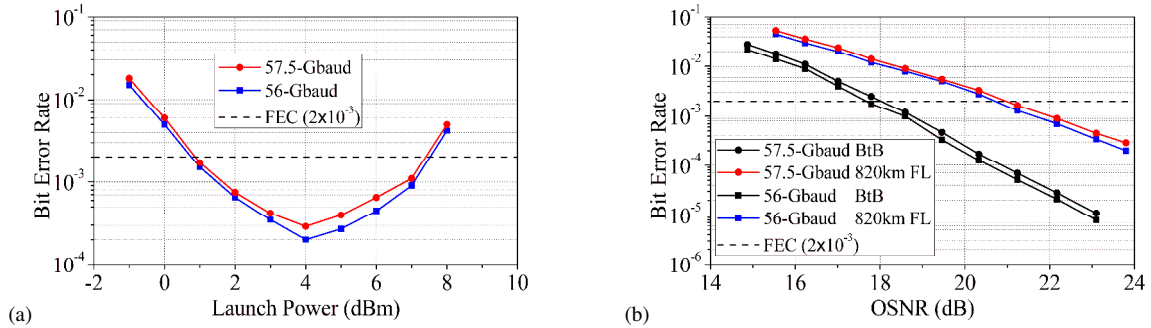 (a)
Bit Error Rate
10⁻¹
10⁻²
10⁻³
10⁻⁴
57.5-Gbaud
56-Gbaud
FEC (2x10⁻³)
-2 0 2 4 6 8 10
Launch Power (dBm)
(b)
Bit Error Rate
10⁻¹
10⁻²
10⁻³
10⁻⁴
10⁻⁵
10⁻⁶
57.5-Gbaud BtB
57.5-Gbaud 820km FL
56-Gbaud BtB
56-Gbaud 820km FL
FEC (2x10⁻³)
14 16 18 20 22 24
OSNR (dB)